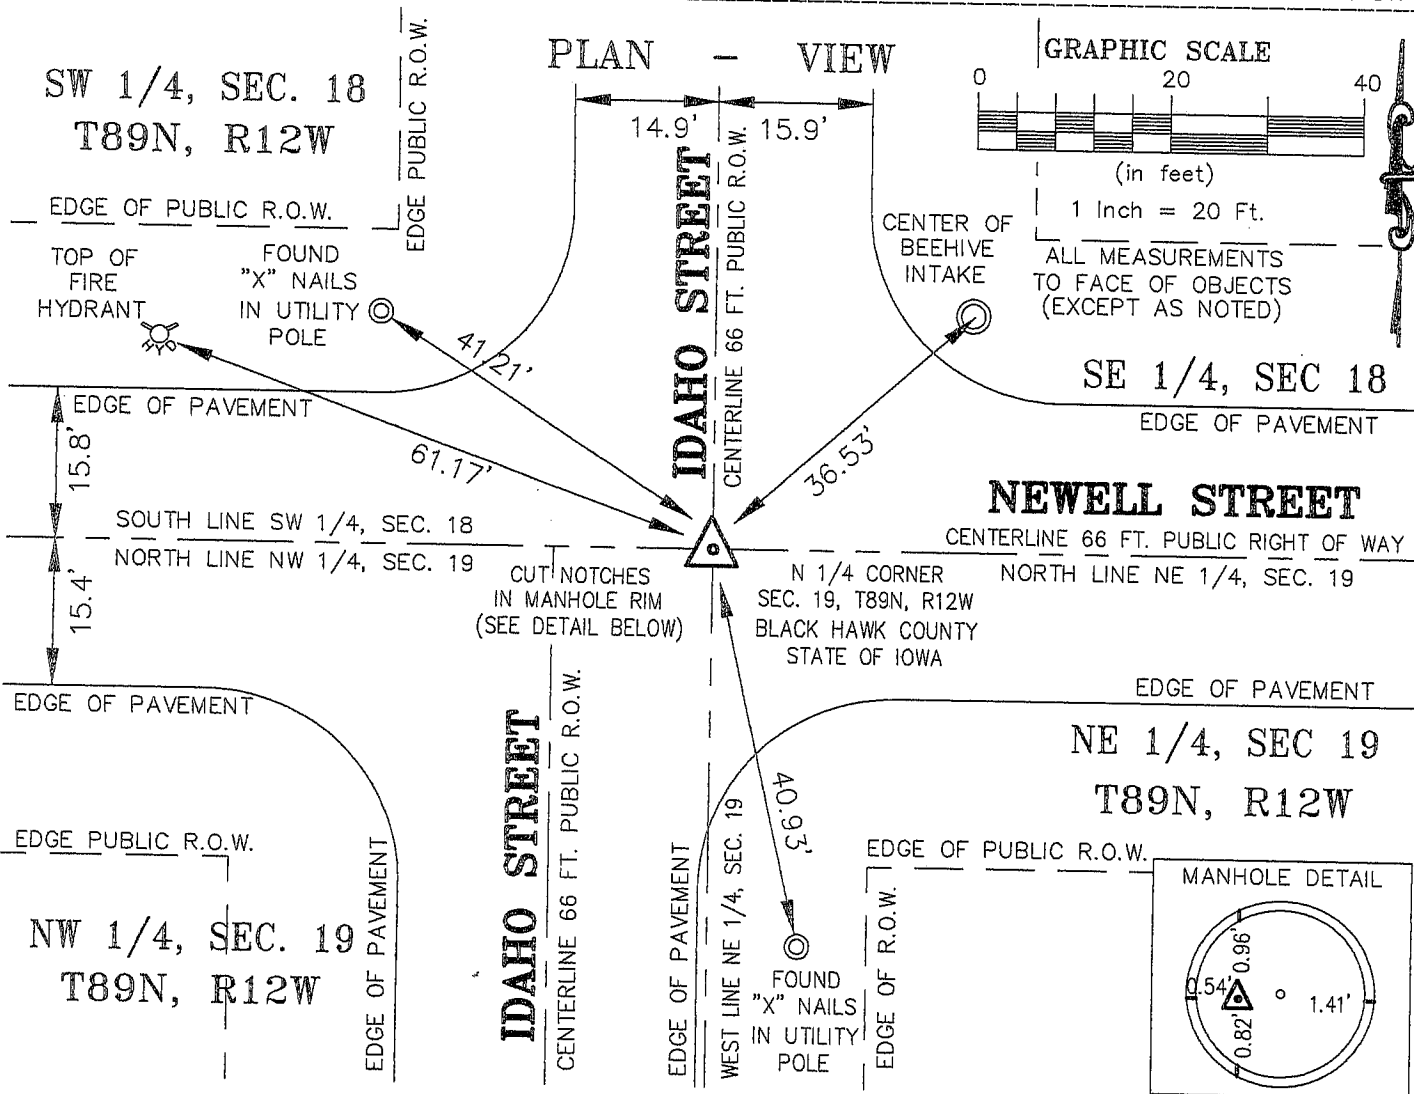 PLAN - VIEW
SW 1/4, SEC. 18
T89N, R12W
EDGE PUBLIC R.O.W.
EDGE OF PUBLIC R.O.W.
14.9'
15.9'
GRAPHIC SCALE
0 20 40
(in feet)
1 Inch = 20 Ft.
ALL MEASUREMENTS
TO FACE OF OBJECTS
(EXCEPT AS NOTED)
TOP OF
FIRE
HYDRANT
HYD
FOUND
"X" NAILS
IN UTILITY
POLE
IDAHO STREET
CENTERLINE 66 FT. PUBLIC R.O.W.
CENTER OF
BEEHIVE
INTAKE
41.21'
61.17'
36.53'
SE 1/4, SEC 18
EDGE OF PAVEMENT
EDGE OF PAVEMENT
15.8'
15.4'
NEWELL STREET
CENTERLINE 66 FT. PUBLIC RIGHT OF WAY
SOUTH LINE SW 1/4, SEC. 18
NORTH LINE NW 1/4, SEC. 19
NORTH LINE NE 1/4, SEC. 19
CUT NOTCHES
IN MANHOLE RIM
(SEE DETAIL BELOW)
N 1/4 CORNER
SEC. 19, T89N, R12W
BLACK HAWK COUNTY
STATE OF IOWA
EDGE OF PAVEMENT
EDGE OF PAVEMENT
NE 1/4, SEC 19
T89N, R12W
40.93'
EDGE PUBLIC R.O.W.
NW 1/4, SEC. 19
T89N, R12W
EDGE OF PAVEMENT
IDAHO STREET
CENTERLINE 66 FT. PUBLIC R.O.W.
EDGE OF PAVEMENT
WEST LINE NE 1/4, SEC. 19
FOUND
"X" NAILS
IN UTILITY
POLE
EDGE OF PUBLIC R.O.W.
EDGE OF R.O.W.
MANHOLE DETAIL
0.96'
0.54'
1.41'
0.82'